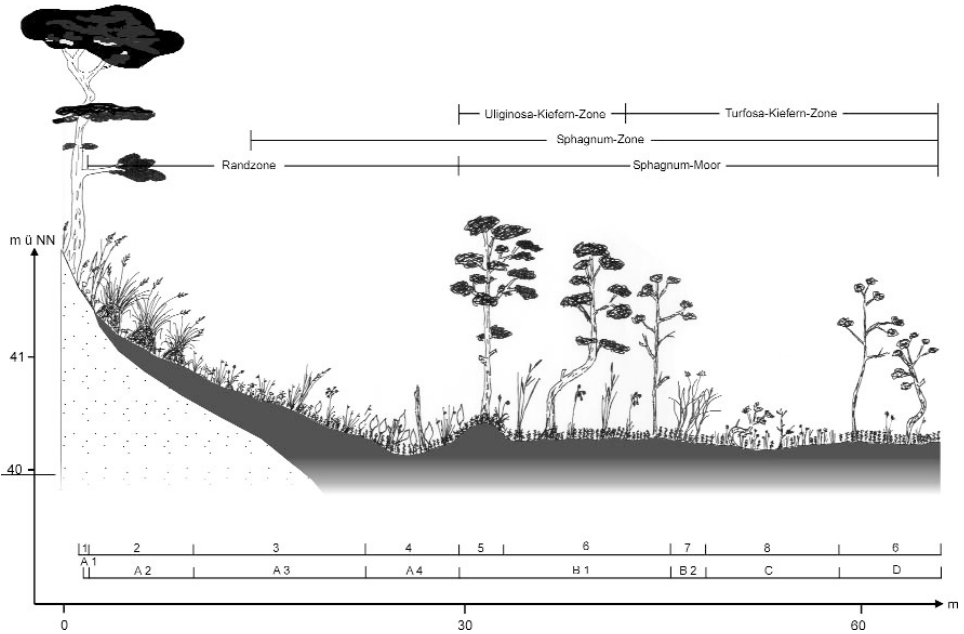 Uliginosa-Kiefern-Zone Turfosa-Kiefern-Zone
Sphagnum-Zone
Randzone Sphagnum-Moor
m ü NN
41
40
1 2 3 4 5 6 7 8 6
A 1
A 2 A 3 A 4 B 1 B 2 C D
m
0 30 60